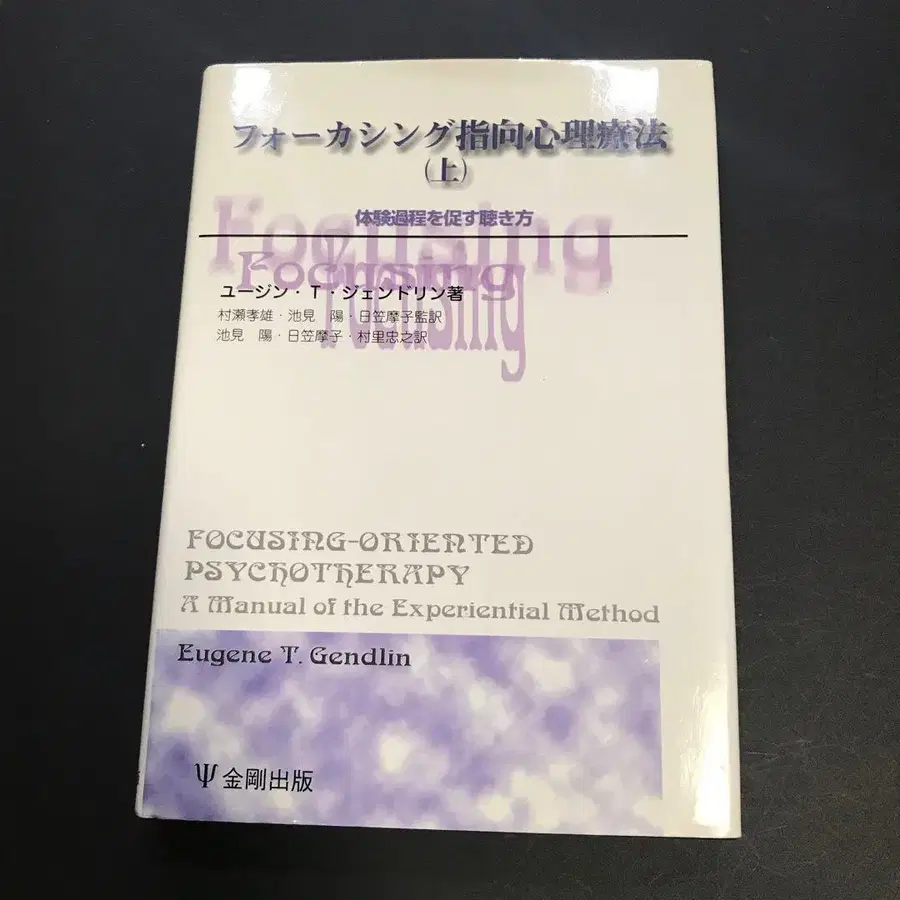 フォーカシング指向心理療法
(上)
体験過程を促す聴き方
Focusing
Focusing
focusing
ユージン・T・ジェンドリン著
村瀬孝雄・池見 陽・日笠摩子監訳
池見 陽・日笠摩子・村里忠之訳
FOCUSING-ORIENTED
PSYCHOTHERAPY
A Manual of the Experiential Method
Eugene T. Gendlin
Ψ金剛出版